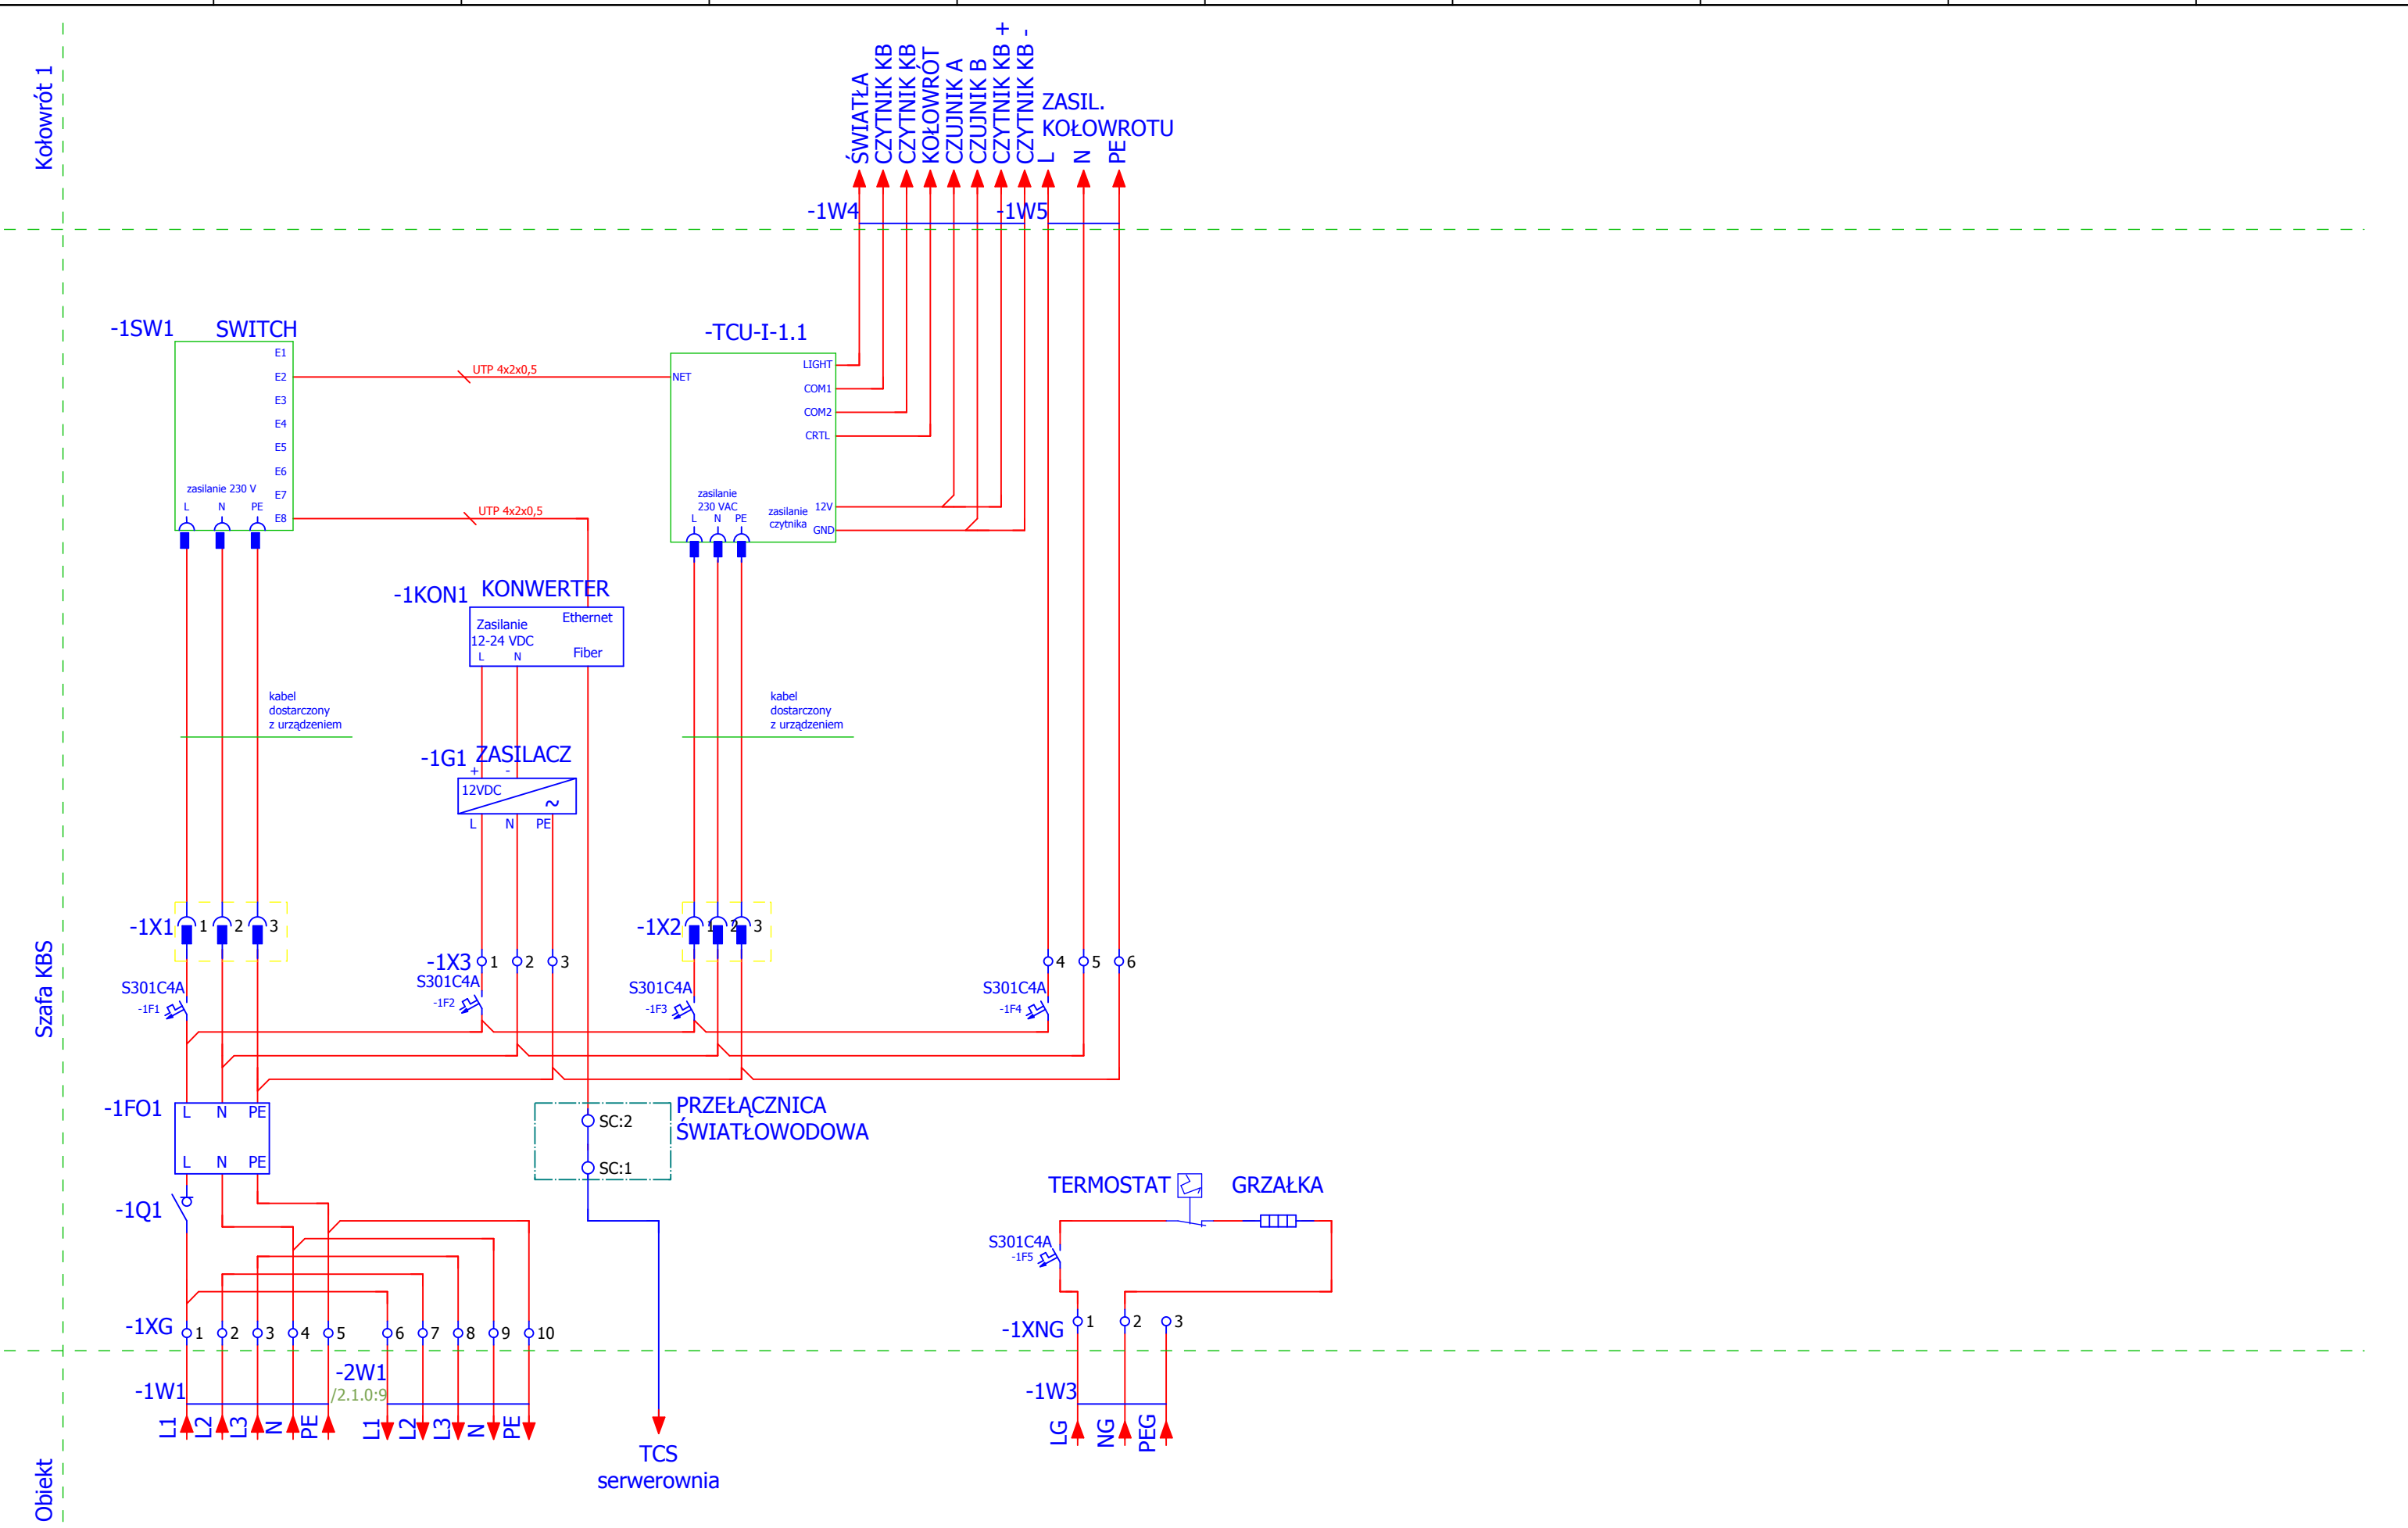 Kołowrót 1
ŚWIATŁA
CZYTNIK KB
CZYTNIK KB
KOŁOWRÓT
CZUJNIK A
CZUJNIK B
CZYTNIK KB +
CZYTNIK KB -
ZASIL.
KOŁOWROTU
L
N
PE
-1W4
-1W5
-1SW1
SWITCH
E1
E2
E3
E4
E5
E6
E7
E8
zasilanie 230 V
L N PE
UTP 4x2x0,5
UTP 4x2x0,5
-TCU-I-1.1
NET
LIGHT
COM1
COM2
CRTL
12V
GND
zasilanie
230 VAC
L N PE
zasilanie
czytnika
-1KON1
KONWERTER
Ethernet
Zasilanie
12-24 VDC
L N
Fiber
kabel
dostarczony
z urządzeniem
kabel
dostarczony
z urządzeniem
-1G1
ZASILACZ
+ -
12VDC
~
L N PE
Szafa KBS
-1X1
1 2 3
-1X2
1 2 3
-1X3
1 2 3
4 5 6
S301C4A
-1F1
S301C4A
-1F2
S301C4A
-1F3
S301C4A
-1F4
-1FO1
L N PE
L N PE
PRZEŁĄCZNICA
ŚWIATŁOWODOWA
SC:2
SC:1
-1Q1
TERMOSTAT
GRZAŁKA
S301C4A
-1F5
-1XG
1 2 3 4 5 6 7 8 9 10
-1XNG
1 2 3
-1W1
-2W1
/2.1.0:9
-1W3
L1
L2
L3
N
PE
L1
L2
L3
N
PE
LG
NG
PEG
TCS
serwerownia
Obiekt